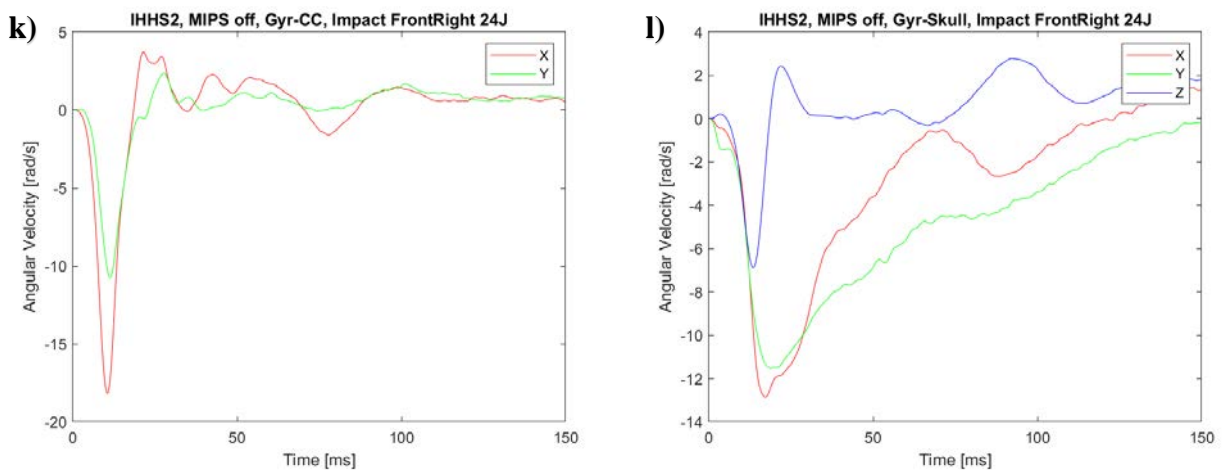 k)
IHHS2, MIPS off, Gyr-CC, Impact FrontRight 24J
5
0
-5
-10
-15
-20
Angular Velocity [rad/s]
X
Y
0
50
100
150
Time [ms]
l)
IHHS2, MIPS off, Gyr-Skull, Impact FrontRight 24J
4
2
0
-2
-4
-6
-8
-10
-12
-14
Angular Velocity [rad/s]
X
Y
Z
0
50
100
150
Time [ms]